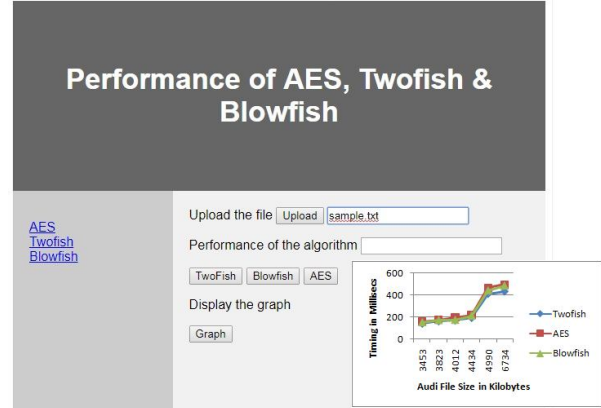 Performance of AES, Twofish &
Blowfish
AES
Twofish
Blowfish
Upload the file Upload sample.txt
Performance of the algorithm
TwoFish Blowfish AES
Display the graph
Graph
Timing in Millisecs
600
400
200
0
3453
3823
4012
4434
4990
6734
Audi File Size in Kilobytes
Twofish
AES
Blowfish